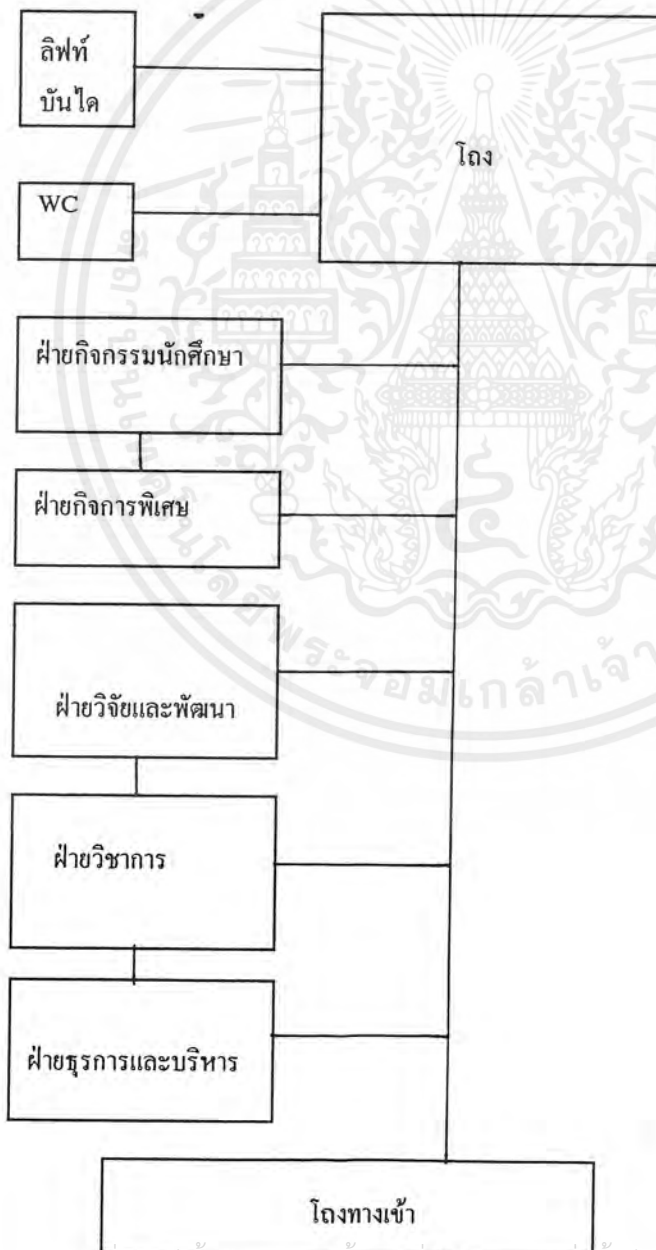 ลิฟท์
บันได
โถง
WC
ฝ่ายกิจกรรมนักศึกษา
ฝ่ายกิจการพิเศษ
ฝ่ายวิจัยและพัฒนา
ฝ่ายวิชาการ
ฝ่ายธุรการและบริหาร
โถงทางเข้า